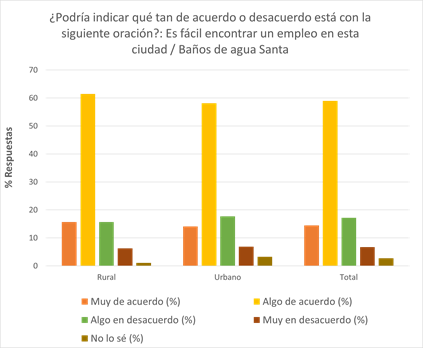 ¿Podría indicar qué tan de acuerdo o desacuerdo está con la
siguiente oración?: Es fácil encontrar un empleo en esta
ciudad / Baños de agua Santa
70
60
50
40
30
20
10
0
% Respuestas
Rural Urbano Total
Muy de acuerdo (%) Algo de acuerdo (%)
Algo en desacuerdo (%) Muy en desacuerdo (%)
No lo sé (%)